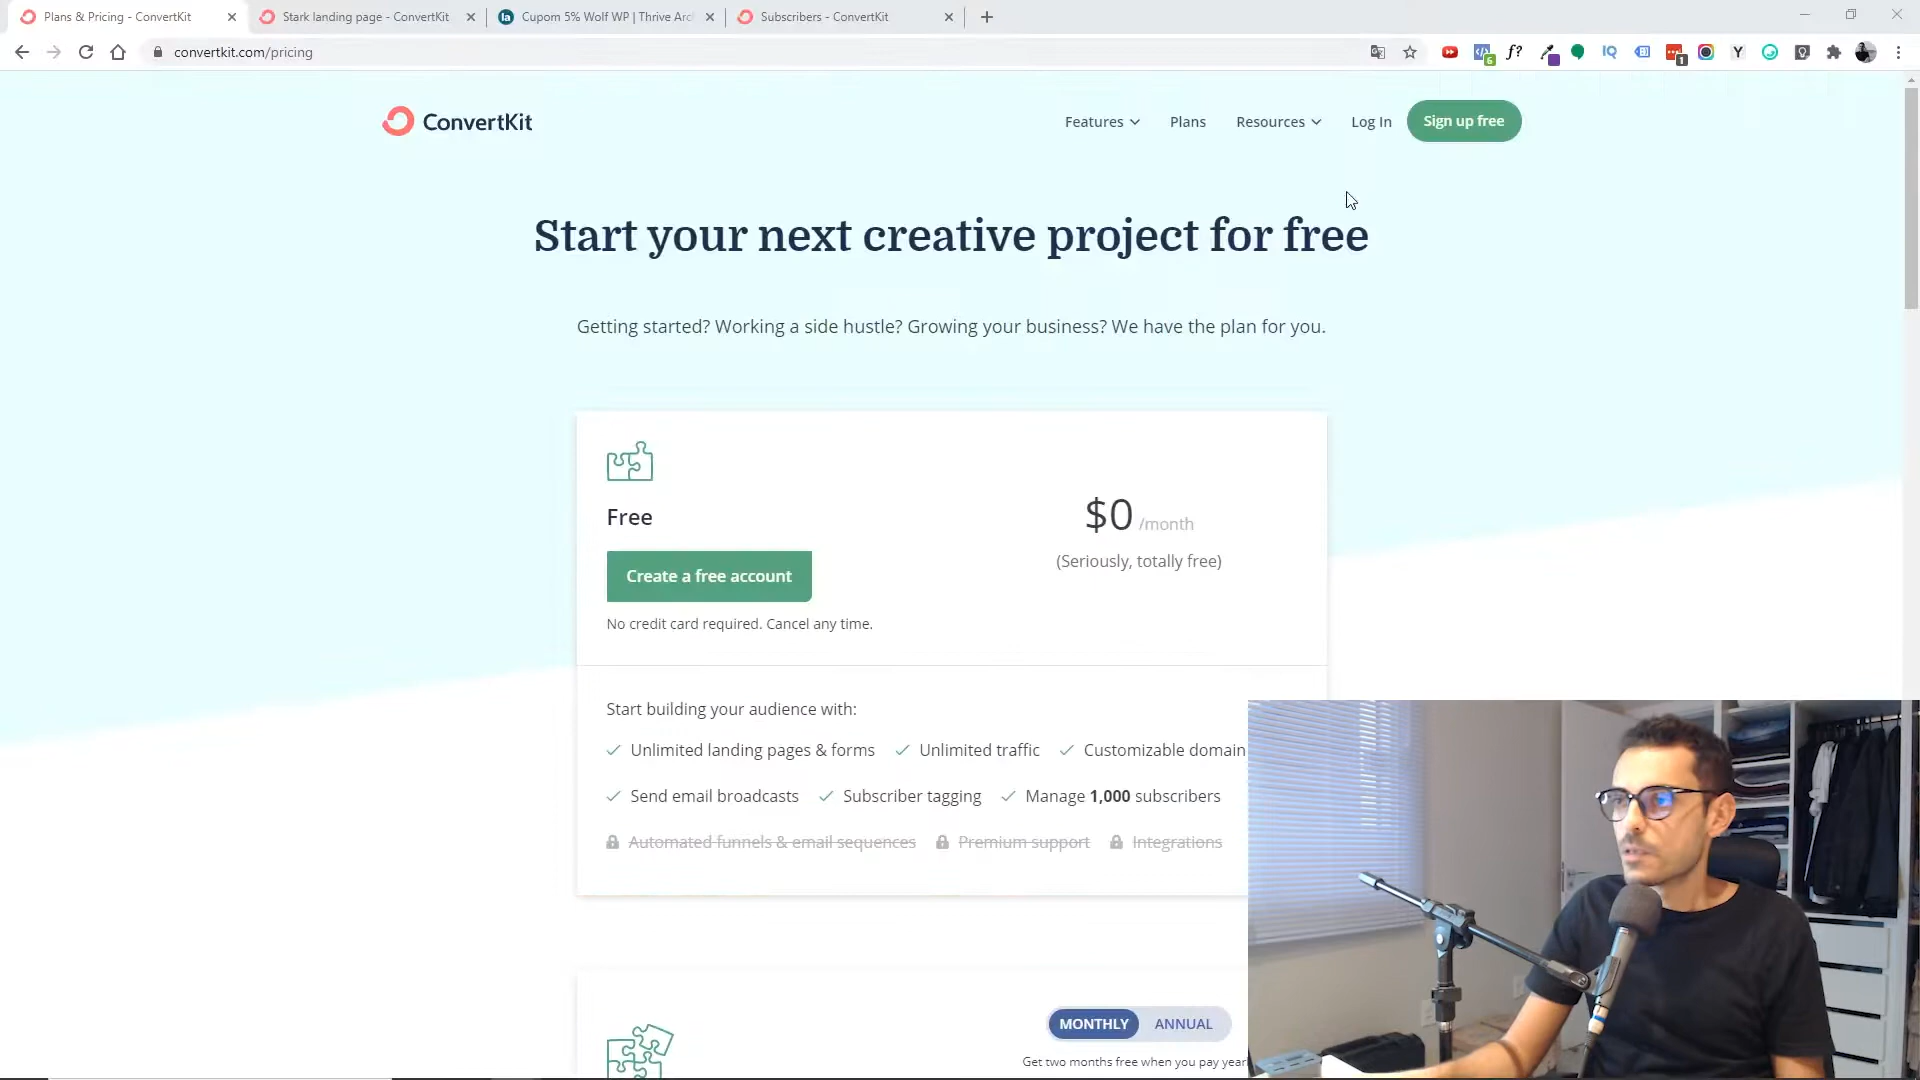 Plans & Pricing - ConvertKit
Stark landing page - ConvertKit
Cupom 5% Wolf WP | Thrive Arc
Subscribers - ConvertKit
convertkit.com/pricing
ConvertKit
Features
Plans
Resources
Log In
Sign up free
Start your next creative project for free
Getting started? Working a side hustle? Growing your business? We have the plan for you.
Free
$0 /month
(Seriously, totally free)
Create a free account
No credit card required. Cancel any time.
Start building your audience with:
Unlimited landing pages & forms
Unlimited traffic
Customizable domain
Send email broadcasts
Subscriber tagging
Manage 1,000 subscribers
Automated funnels & email sequences
Premium support
Integrations
MONTHLY
ANNUAL
Get two months free when you pay year